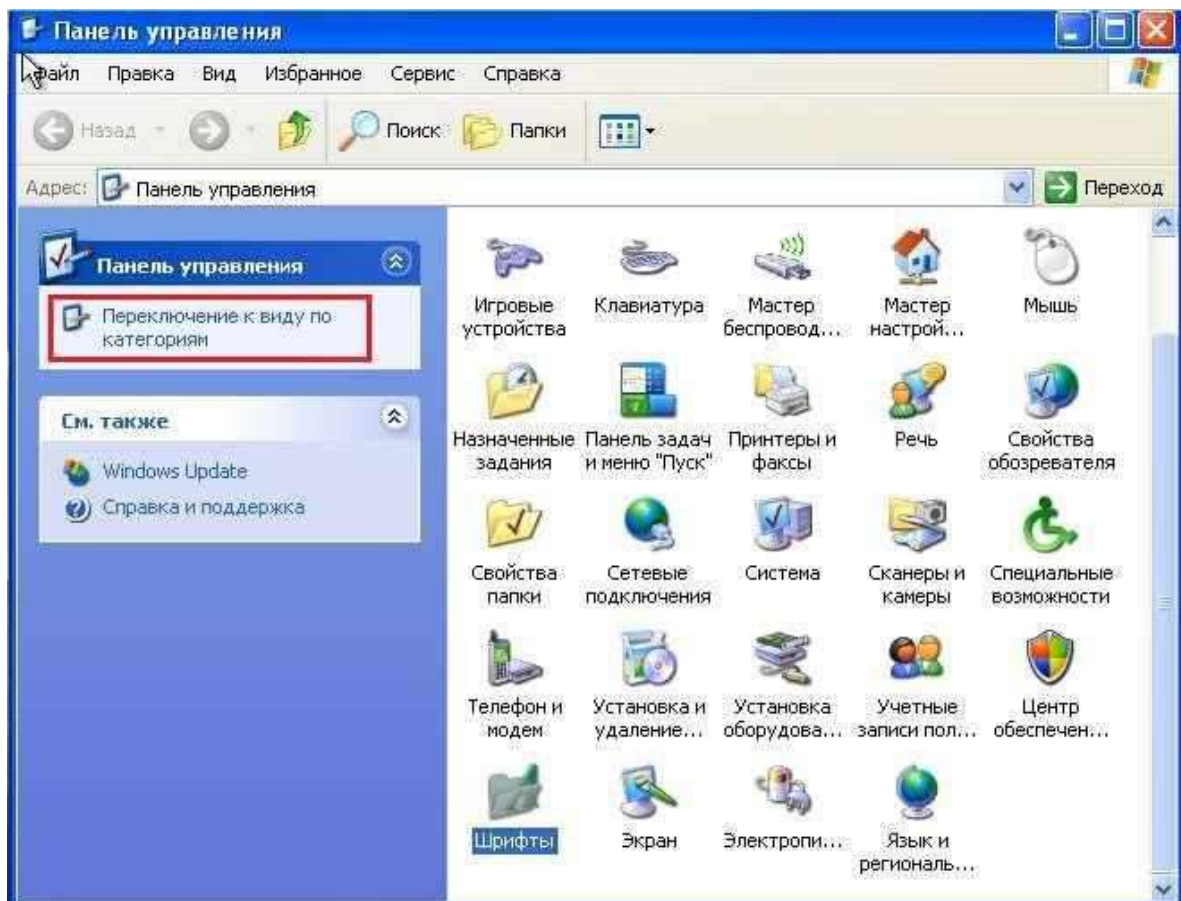 Панель управления
Файл Правка Вид Избранное Сервис Справка
Назад Поиск Папки
Адрес: Панель управления Переход
Панель управления
Переключение к виду по
категориям
См. также
Windows Update
Справка и поддержка
Игровые
устройства
Клавиатура
Мастер
беспровод...
Мастер
настрой...
Мышь
Назначенные
задания
Панель задач
и меню "Пуск"
Принтеры и
факсы
Речь
Свойства
обозревателя
Свойства
папки
Сетевые
подключения
Система
Сканеры и
камеры
Специальные
возможности
Телефон и
модем
Установка и
удаление...
Установка
оборудова...
Учетные
записи пол...
Центр
обеспечен...
Шрифты
Экран
Электропи...
Язык и
региональ...